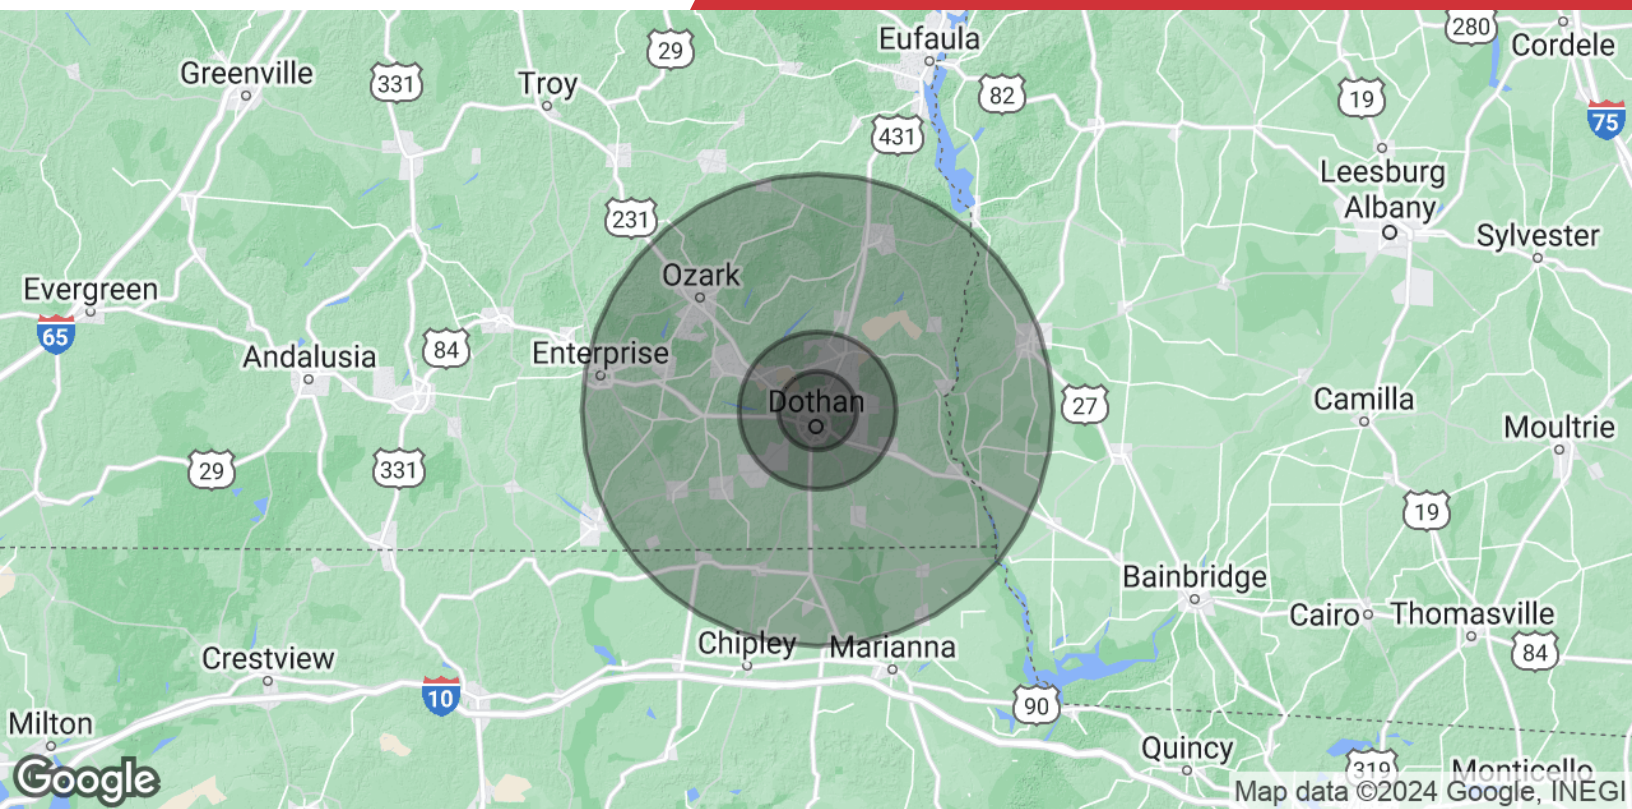 280
Cordele
Eufaula
29
Greenville
331
Troy
82
19
75
431
Leesburg
Albany
231
Sylvester
Ozark
Evergreen
65
Andalusia
84
Enterprise
Dothan
27
Camilla
Moultrie
29
331
19
Bainbridge
Cairo
Thomasville
84
Chipley
Marianna
Crestview
10
90
Milton
Quincy
319
Monticello
Google
Map data ©2024 Google, INEGI